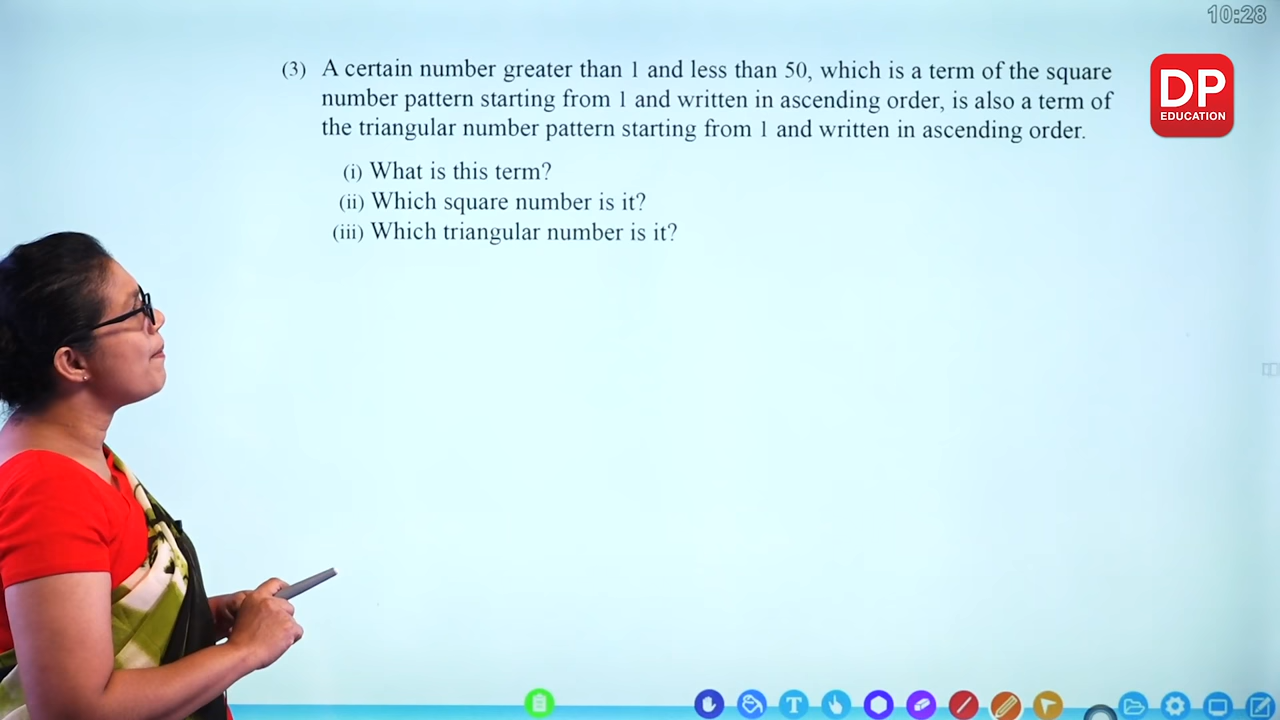 10:28
(3) A certain number greater than 1 and less than 50, which is a term of the square
number pattern starting from 1 and written in ascending order, is also a term of
the triangular number pattern starting from 1 and written in ascending order.
(i) What is this term?
(ii) Which square number is it?
(iii) Which triangular number is it?
DP
EDUCATION
T